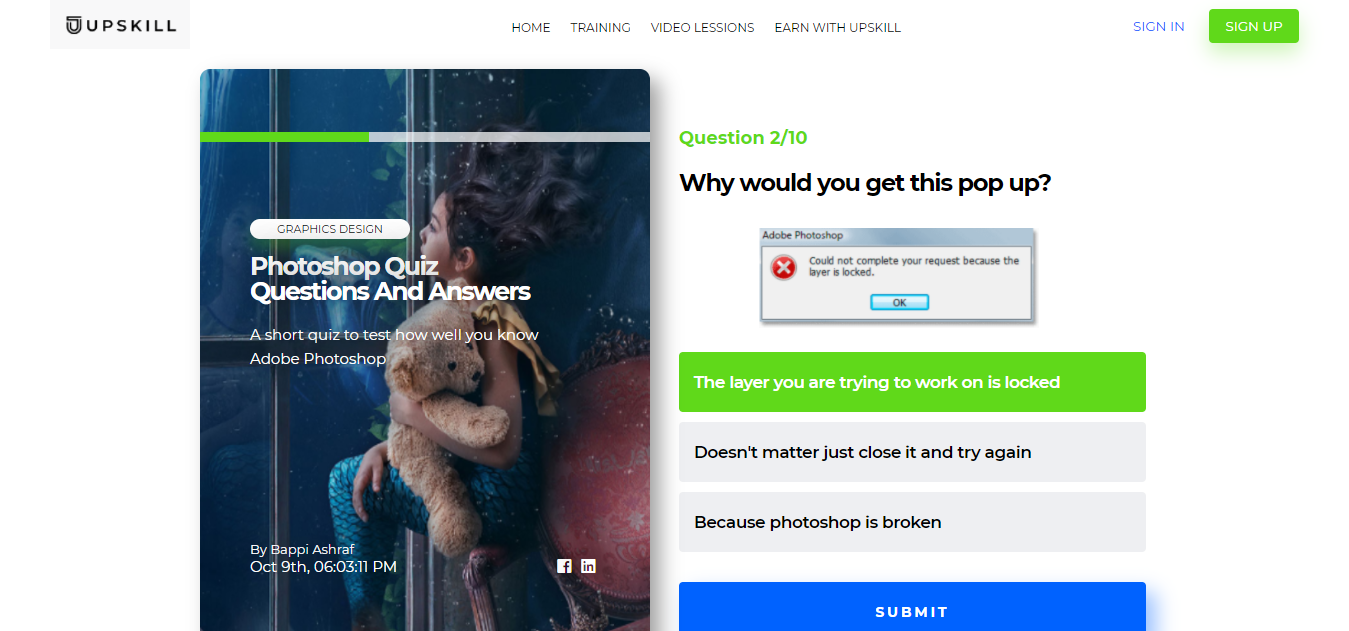 UPSKILL
HOME TRAINING VIDEO LESSIONS EARN WITH UPSKILL
SIGN IN
SIGN UP
GRAPHICS DESIGN
Photoshop Quiz
Questions And Answers
A short quiz to test how well you know
Adobe Photoshop
By Bappi Ashraf
Oct 9th, 06:03:11 PM
Question 2/10
Why would you get this pop up?
Adobe Photoshop
Could not complete your request because the
layer is locked.
OK
The layer you are trying to work on is locked
Doesn't matter just close it and try again
Because photoshop is broken
SUBMIT